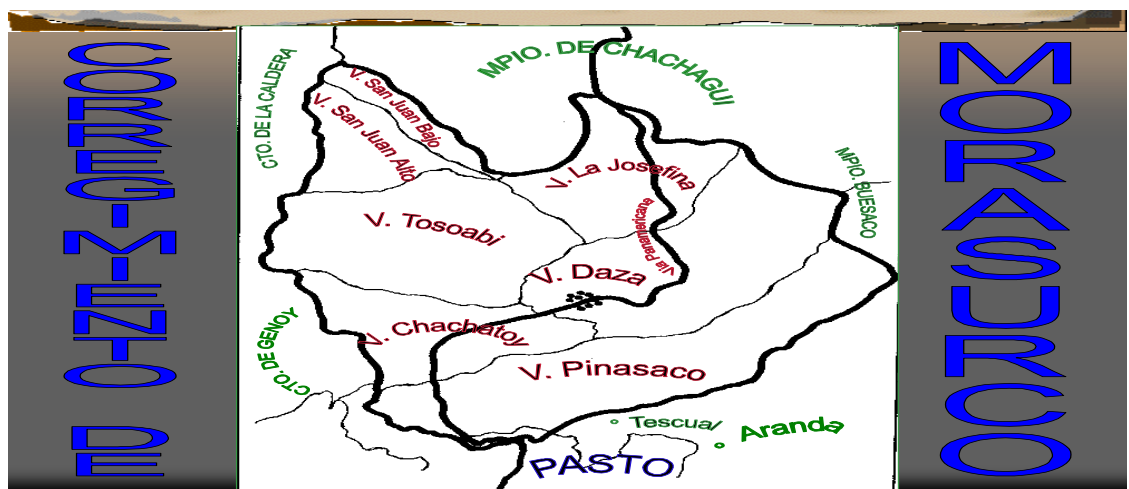 CORREGIMIENTO DE
MORASURCO
MPIO. DE CHACHAGUI
CTO. DE LA CALDERA
V. San Juan Bajo
V. San Juan Alto
V. La Josefina
MPIO. BUESACO
Vía Panamericana
V. Tosoabi
V. Daza
CTO. DE GENOY
V. Chachatoy
V. Pinasaco
Tescual
Aranda
PASTO